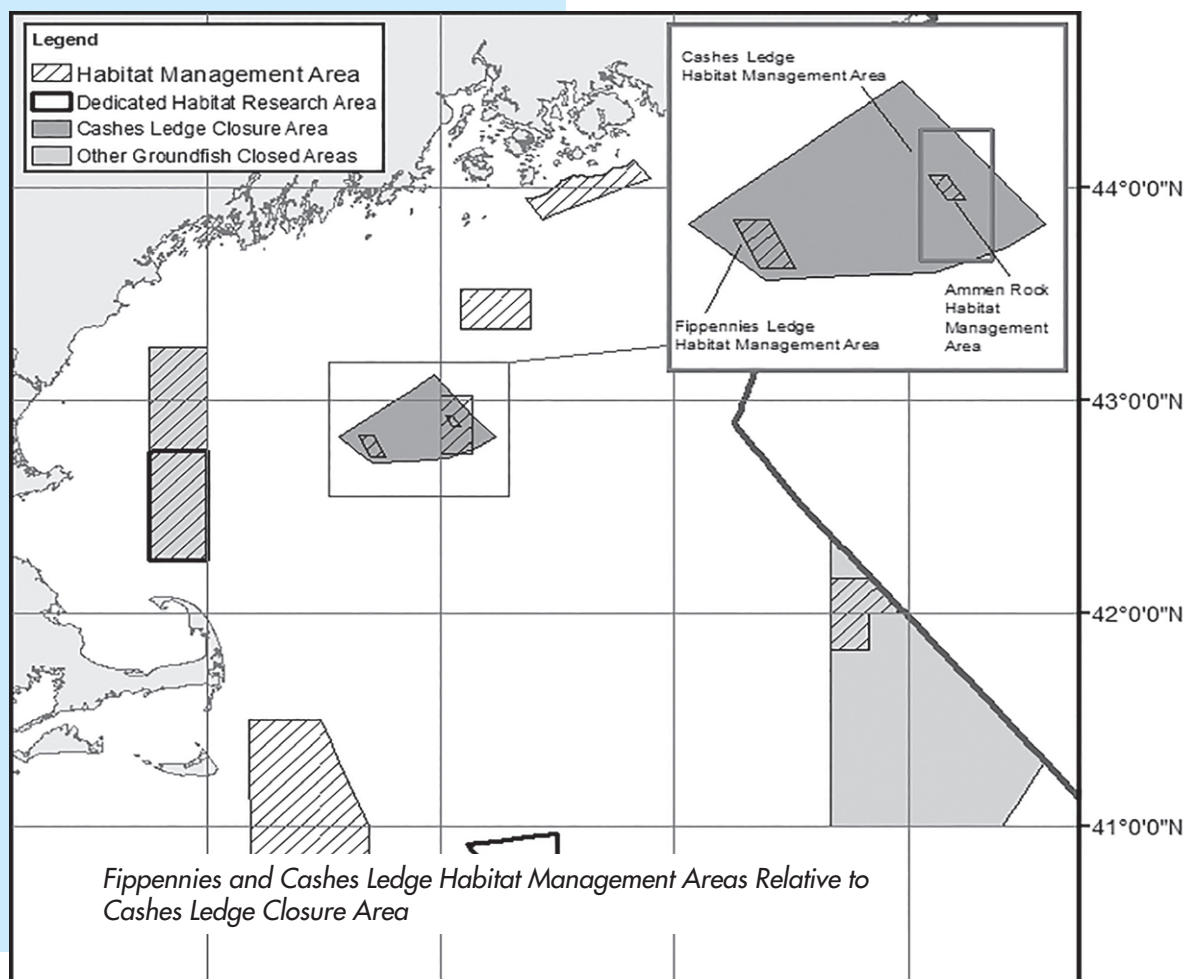 Legend
Habitat Management Area
Dedicated Habitat Research Area
Cashes Ledge Closure Area
Other Groundfish Closed Areas
Cashes Ledge
Habitat Management Area
Fippennies Ledge
Habitat Management Area
Ammen Rock
Habitat
Management
Area
44°0'0"N
43°0'0"N
42°0'0"N
41°0'0"N
Fippennies and Cashes Ledge Habitat Management Areas Relative to
Cashes Ledge Closure Area